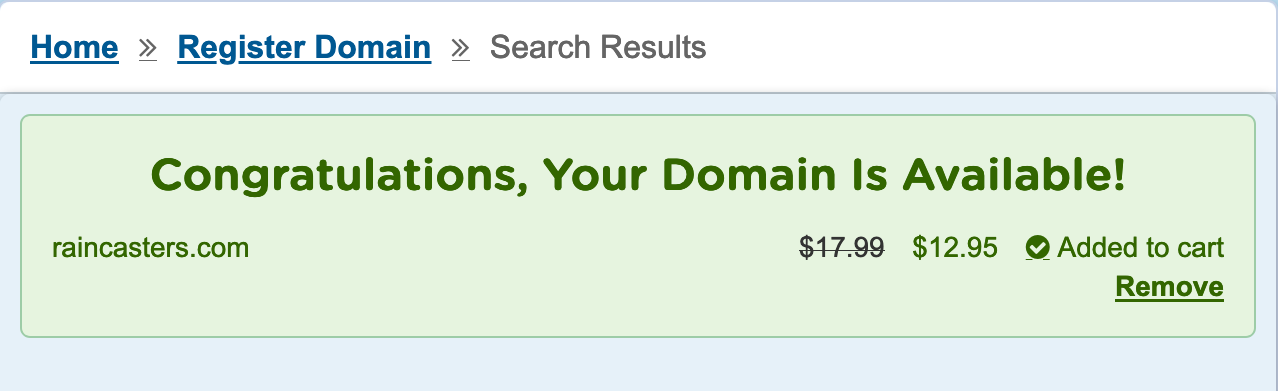 Home » Register Domain » Search Results
Congratulations, Your Domain Is Available!
raincasters.com $17.99 $12.95 Added to cart
Remove